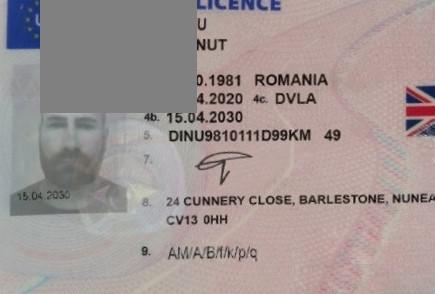 LICENCE
U
NUT
0.1981 ROMANIA
4.2020 4c. DVLA
4b. 15.04.2030
5. DINU9810111D99KM 49
7.
15.04.2030
8. 24 CUNNERY CLOSE, BARLESTONE, NUNEA
CV13 0HH
9. AM/A/B/f/k/p/q